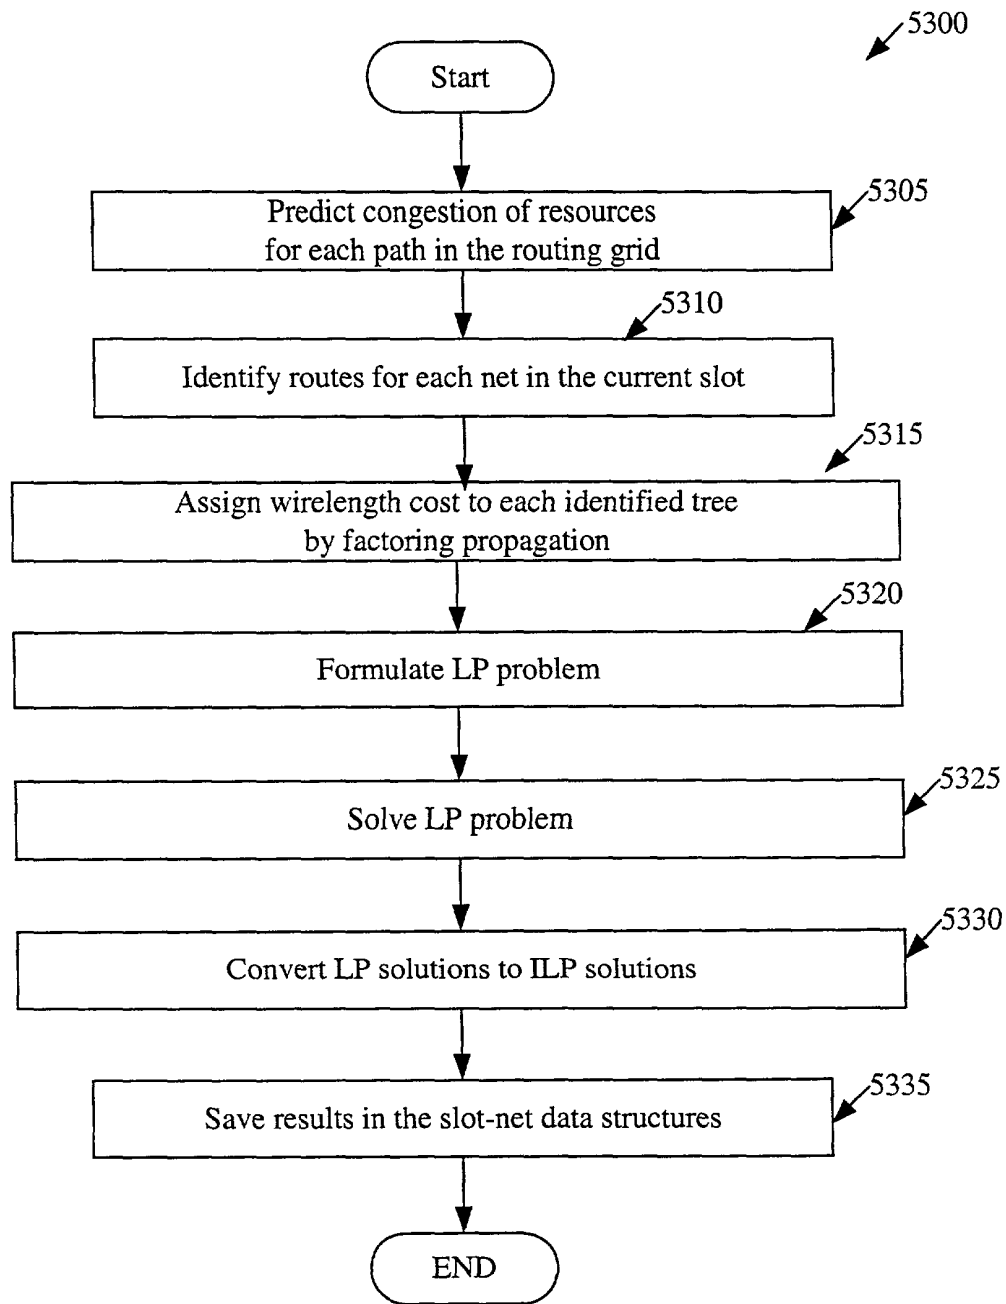 5300
Start
5305
Predict congestion of resources
for each path in the routing grid
5310
Identify routes for each net in the current slot
5315
Assign wirelength cost to each identified tree
by factoring propagation
5320
Formulate LP problem
5325
Solve LP problem
5330
Convert LP solutions to ILP solutions
5335
Save results in the slot-net data structures
END